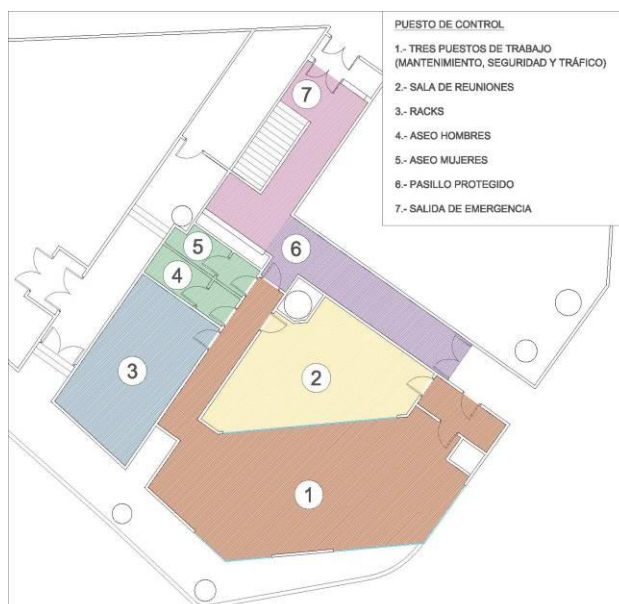 PUESTO DE CONTROL
1.- TRES PUESTOS DE TRABAJO
(MANTENIMIENTO, SEGURIDAD Y TRÁFICO)
2.- SALA DE REUNIONES
3.- RACKS
4.- ASEO HOMBRES
5.- ASEO MUJERES
6.- PASILLO PROTEGIDO
7.- SALIDA DE EMERGENCIA
7
6
5
4
3
2
1